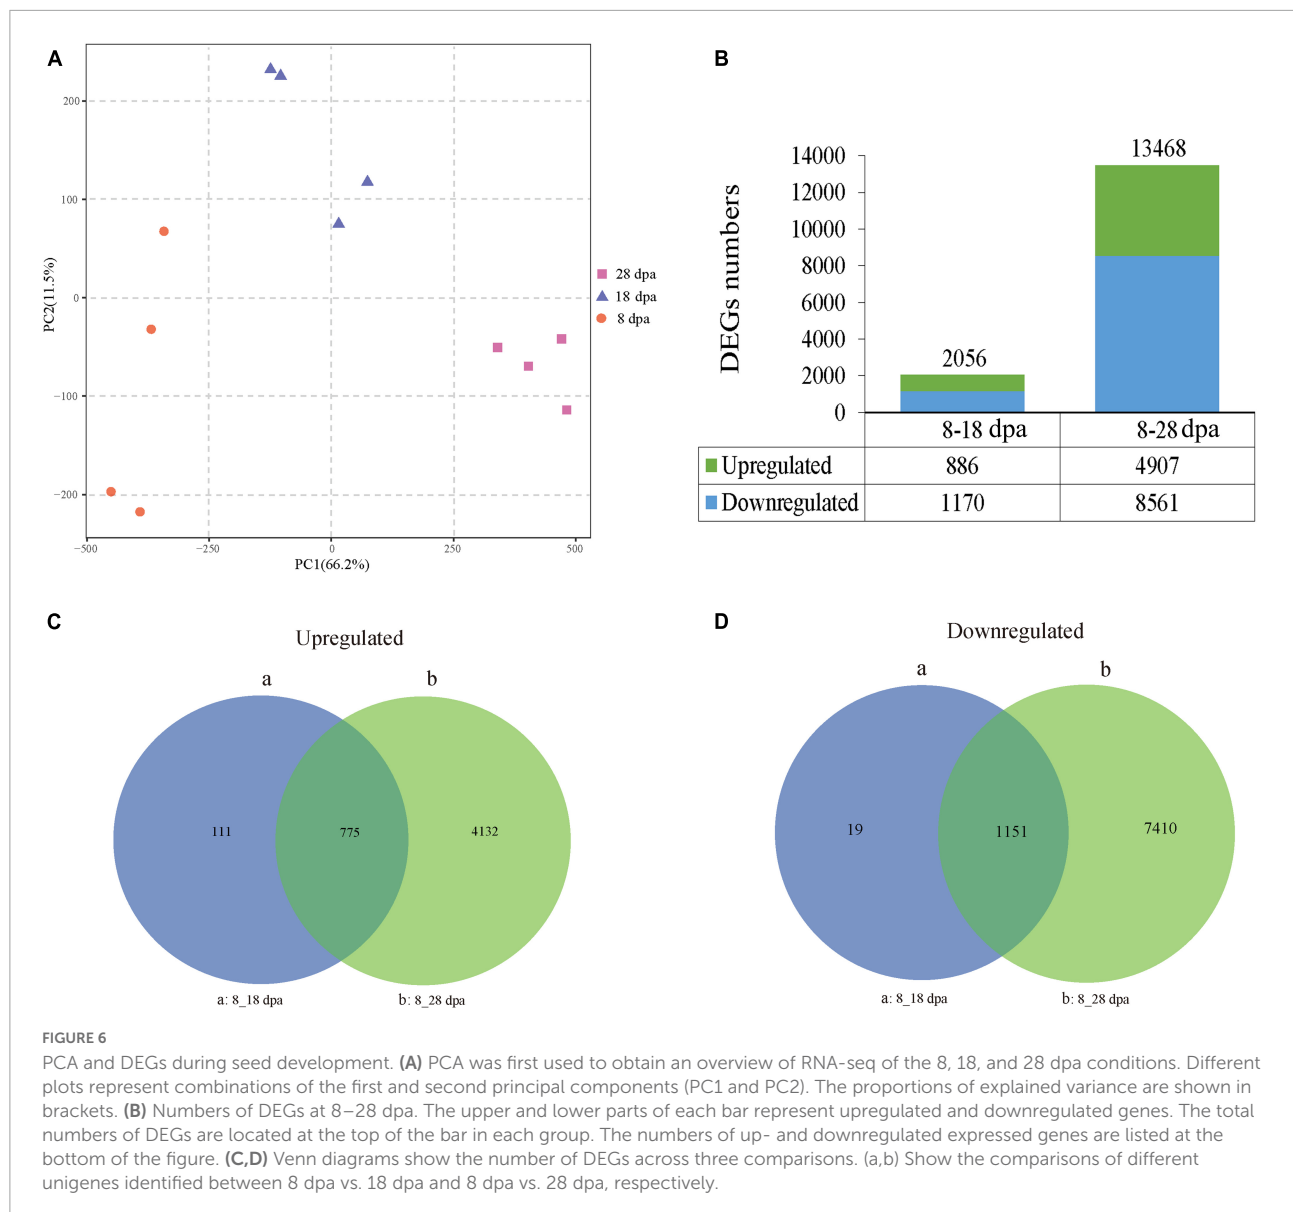 A
200
100
0
−100
−200
PC2(11.5%)
−500
−250
0
250
500
PC1(66.2%)
28 dpa
18 dpa
8 dpa
B
DEGs numbers
14000
12000
10000
8000
6000
4000
2000
0
2056
13468
8-18 dpa 8-28 dpa
Upregulated 886 4907
Downregulated 1170 8561
C
Upregulated
a b
111 775 4132
a: 8_18 dpa b: 8_28 dpa
D
Downregulated
a b
19 1151 7410
a: 8_18 dpa b: 8_28 dpa
FIGURE 6
PCA and DEGs during seed development. (A) PCA was first used to obtain an overview of RNA-seq of the 8, 18, and 28 dpa conditions. Different
plots represent combinations of the first and second principal components (PC1 and PC2). The proportions of explained variance are shown in
brackets. (B) Numbers of DEGs at 8–28 dpa. The upper and lower parts of each bar represent upregulated and downregulated genes. The total
numbers of DEGs are located at the top of the bar in each group. The numbers of up- and downregulated expressed genes are listed at the
bottom of the figure. (C,D) Venn diagrams show the number of DEGs across three comparisons. (a,b) Show the comparisons of different
unigenes identified between 8 dpa vs. 18 dpa and 8 dpa vs. 28 dpa, respectively.